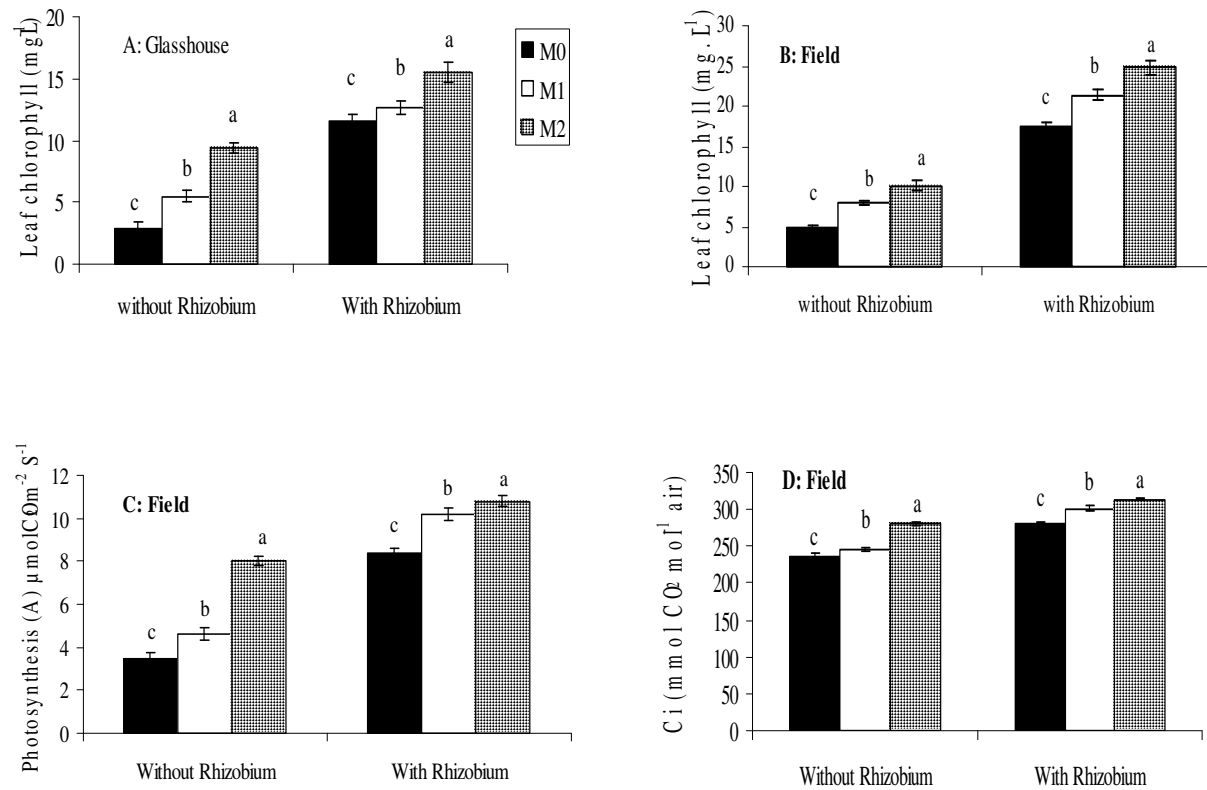 A: Glasshouse
Leaf chlorophyll (mgL-1)
20
15
10
5
0
c
b
a
c
b
a
without Rhizobium
With Rhizobium
M0
M1
M2
B: Field
Leaf chlorophyll (mg.L-1)
30
25
20
15
10
5
0
c
b
a
c
b
a
without Rhizobium
with Rhizobium
C: Field
Photosynthesis (A) µmolCO2m-2 S-1
12
10
8
6
4
2
0
c
b
a
c
b
a
Without Rhizobium
With Rhizobium
D: Field
Ci (mmol CO2 mol-1 air)
350
300
250
200
150
100
50
0
c
b
a
c
b
a
Without Rhizobium
With Rhizobium